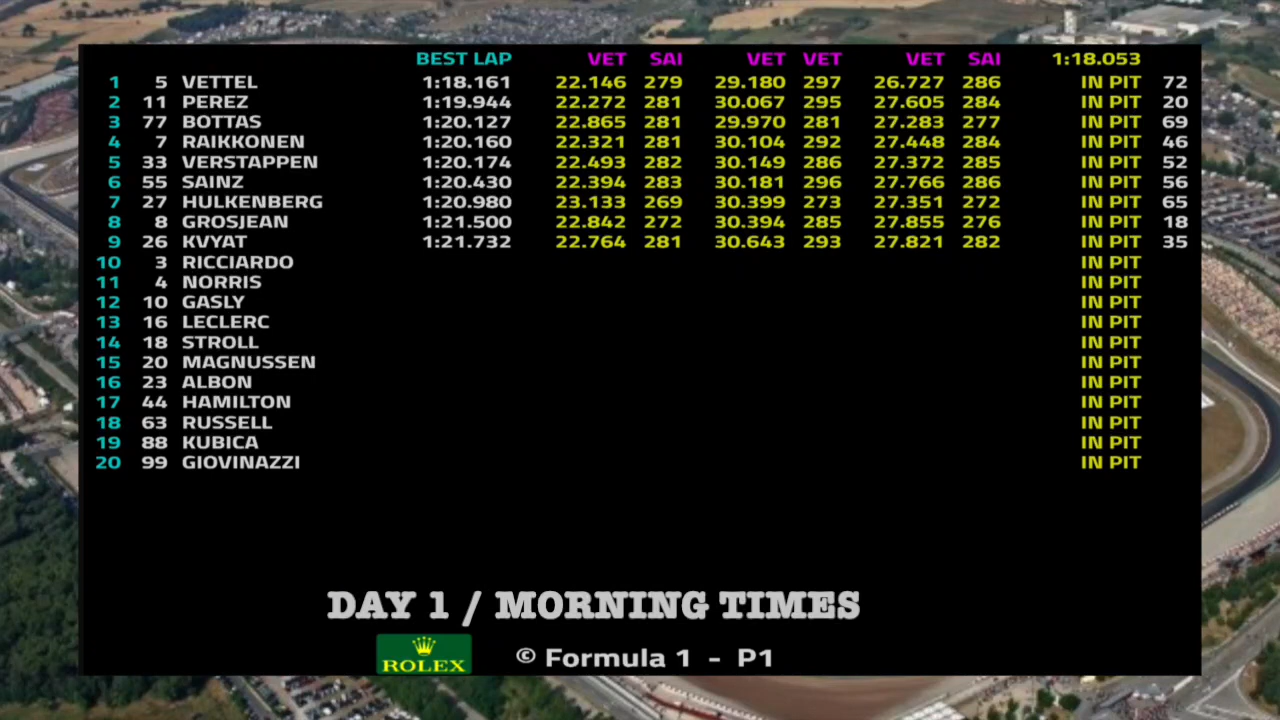 BEST LAP VET SAI VET VET VET SAI 1:18.053
1 5 VETTEL 1:18.161 22.146 279 29.180 297 26.727 286 IN PIT 72
2 11 PEREZ 1:19.944 22.272 281 30.067 295 27.605 284 IN PIT 20
3 77 BOTTAS 1:20.127 22.865 281 29.970 281 27.283 277 IN PIT 69
4 7 RAIKKONEN 1:20.160 22.321 281 30.104 292 27.448 284 IN PIT 46
5 33 VERSTAPPEN 1:20.174 22.493 282 30.149 286 27.372 285 IN PIT 52
6 55 SAINZ 1:20.430 22.394 283 30.181 296 27.766 286 IN PIT 56
7 27 HULKENBERG 1:20.980 23.133 269 30.399 273 27.351 272 IN PIT 65
8 8 GROSJEAN 1:21.500 22.842 272 30.394 285 27.855 276 IN PIT 18
9 26 KVYAT 1:21.732 22.764 281 30.643 293 27.821 282 IN PIT 35
10 3 RICCIARDO IN PIT
11 4 NORRIS IN PIT
12 10 GASLY IN PIT
13 16 LECLERC IN PIT
14 18 STROLL IN PIT
15 20 MAGNUSSEN IN PIT
16 23 ALBON IN PIT
17 44 HAMILTON IN PIT
18 63 RUSSELL IN PIT
19 88 KUBICA IN PIT
20 99 GIOVINAZZI IN PIT
DAY 1 / MORNING TIMES
ROLEX © Formula 1 - P1